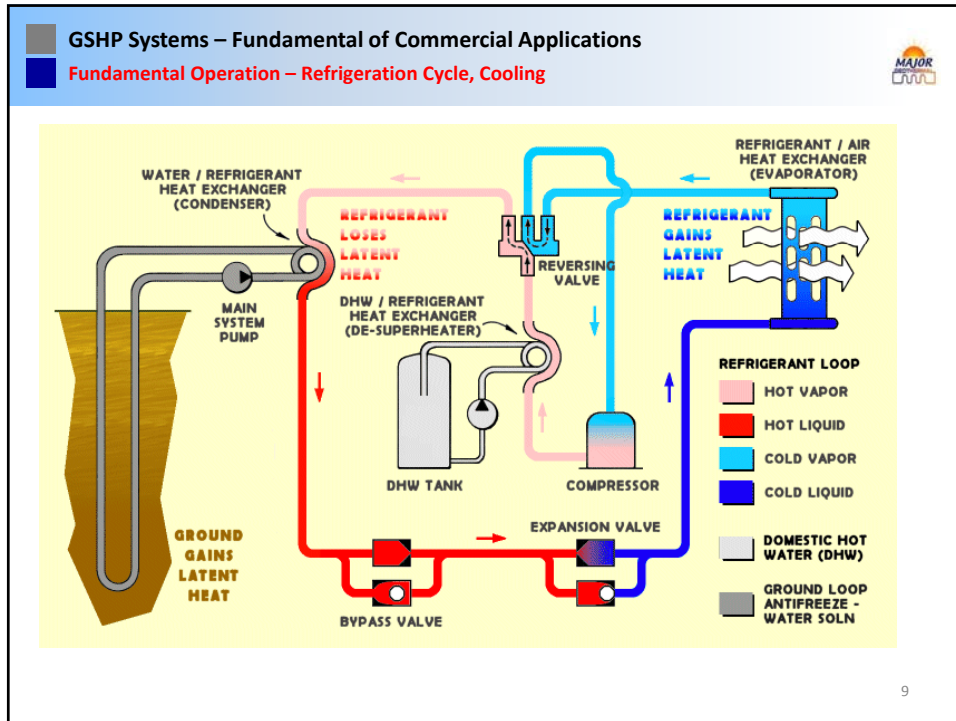 GSHP Systems – Fundamental of Commercial Applications
Fundamental Operation – Refrigeration Cycle, Cooling
MAJOR
GEOTHERMAL
WATER / REFRIGERANT
HEAT EXCHANGER
(CONDENSER)
REFRIGERANT
LOSES
LATENT
HEAT
REFRIGERANT / AIR
HEAT EXCHANGER
(EVAPORATOR)
REFRIGERANT
GAINS
LATENT
HEAT
REVERSING
VALVE
MAIN
SYSTEM
PUMP
DHW / REFRIGERANT
HEAT EXCHANGER
(DE-SUPERHEATER)
DHW TANK
COMPRESSOR
REFRIGERANT LOOP
HOT VAPOR
HOT LIQUID
COLD VAPOR
COLD LIQUID
DOMESTIC HOT
WATER (DHW)
GROUND LOOP
ANTIFREEZE -
WATER SOLN
GROUND
GAINS
LATENT
HEAT
EXPANSION VALVE
BYPASS VALVE
9